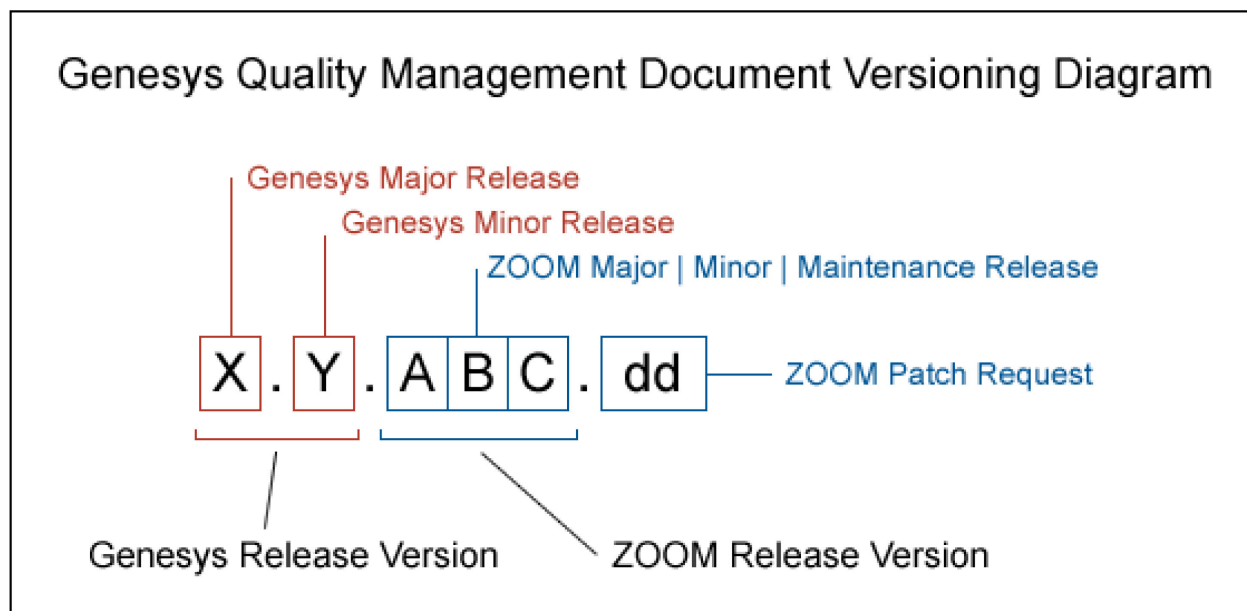 Genesys Quality Management Document Versioning Diagram
Genesys Major Release
Genesys Minor Release
ZOOM Major | Minor | Maintenance Release
X . Y . A B C . dd
ZOOM Patch Request
Genesys Release Version
ZOOM Release Version